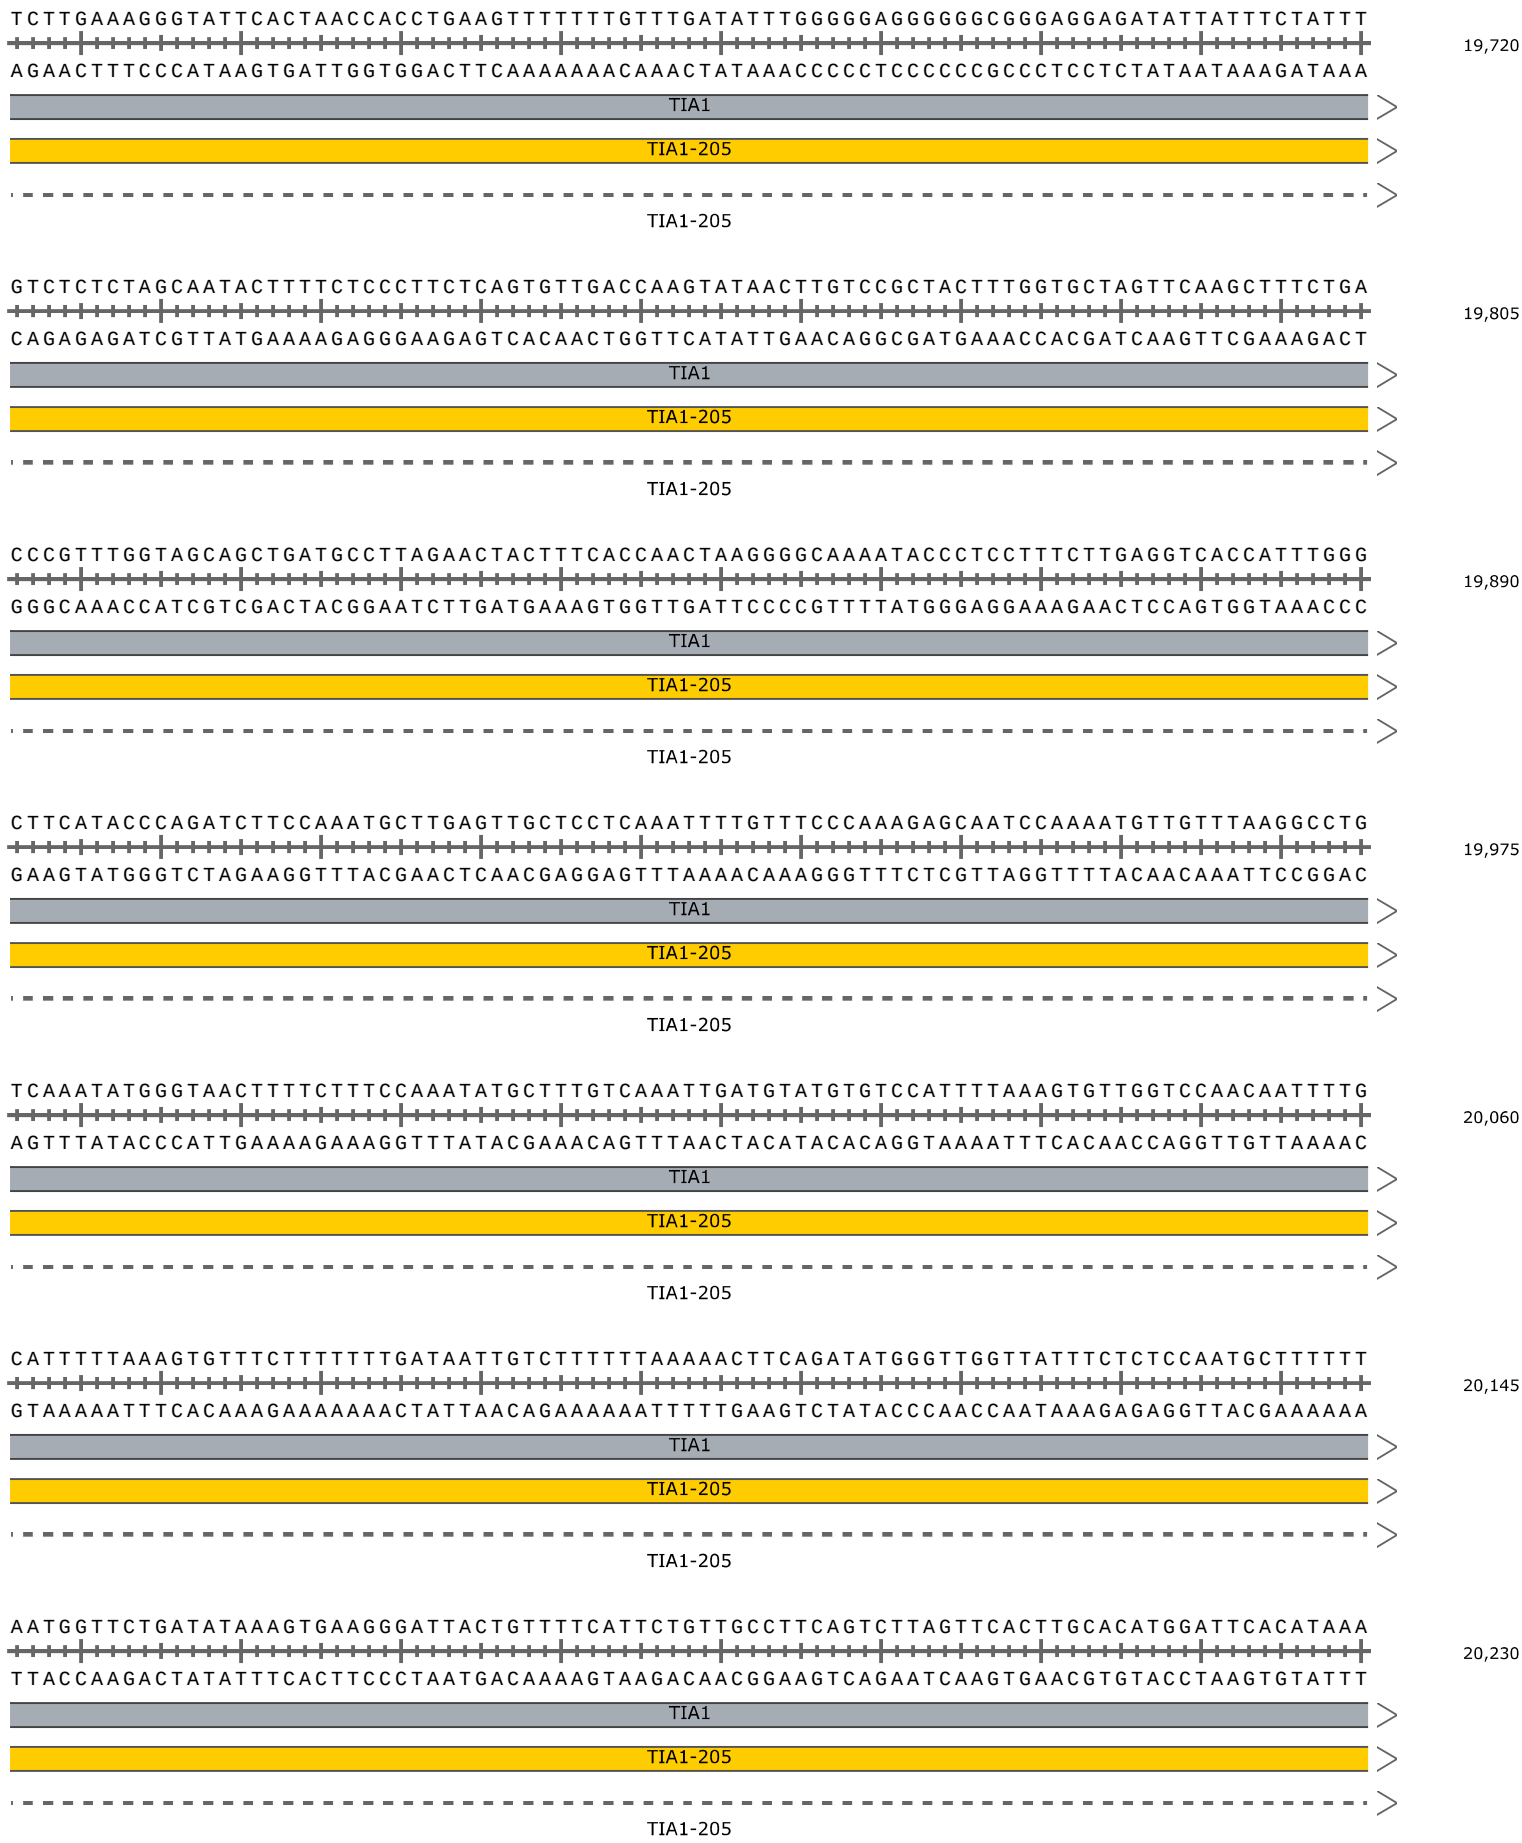 TCTTGAAAGGGTATTCACTAACCACCTGAAGTTTTTTTGTTTGATATTTGGGGGAGGGGGGCGGGAGGAGATATTATTTCTATTT
19,720
AGAACTTTCCCATAAGTGATTGGTGGACTTCAAAAAAACAAACTATAAACCCCCTCCCCCCGCCCTCCTCTATAATAAAGATAAA
TIA1
TIA1-205
TIA1-205
GTCTCTCTAGCAATACTTTTCTCCCTTCTCAGTGTTGACCAAGTATAACTTGTCCGCTACTTTGGTGCTAGTTCAAGCTTTCTGA
19,805
CAGAGAGATCGTTATGAAAAGAGGGAAGAGTCACAACTGGTTCATATTGAACAGGCGATGAAACCACGATCAAGTTCGAAAGACT
TIA1
TIA1-205
TIA1-205
CCCGTTTGGTAGCAGCTGATGCCTTAGAACTACTTTCACCAACTAAGGGGCAAAATACCCTCCTTTCTTGAGGTCACCATTTGGG
19,890
GGGCAAACCATCGTCGACTACGGAATCTTGATGAAAGTGGTTGATTCCCCGTTTTATGGGAGGAAAGAACTCCAGTGGTAAACCC
TIA1
TIA1-205
TIA1-205
CTTCATACCCAGATCTTCCAAATGCTTGAGTTGCTCCTCAAATTTTGTTTCCCAAAGAGCAATCCAAAATGTTGTTTAAGGCCTG
19,975
GAAGTATGGGTCTAGAAGGTTTACGAACTCAACGAGGAGTTTAAAACAAAGGGTTTCTCGTTAGGTTTTACAACAAATTCCGGAC
TIA1
TIA1-205
TIA1-205
TCAAATATGGGTAACTTTTCTTTCCAAATATGCTTTGTCAAATTGATGTATGTGTCCATTTTAAAGTGTTGGTCCAACAATTTTG
20,060
AGTTTATACCCATTGAAAAGAAAGGTTTATACGAAACAGTTTAACTACATACACAGGTAAAATTTCACAACCAGGTTGTTAAAAC
TIA1
TIA1-205
TIA1-205
CATTTTTAAAGTGTTTCTTTTTTTGATAATTGTCTTTTTTAAAAACTTCAGATATGGGTTGGTTATTTCTCTCCAATGCTTTTTT
20,145
GTAAAAATTTCACAAAGAAAAAAACTATTAACAGAAAAAATTTTTGAAGTCTATACCCAACCAATAAAGAGAGGTTACGAAAAAA
TIA1
TIA1-205
TIA1-205
AATGGTTCTGATATAAAGTGAAGGGATTACTGTTTTCATTCTGTTGCCTTCAGTCTTAGTTCACTTGCACATGGATTCACATAAA
20,230
TTACCAAGACTATATTTCACTTCCCTAATGACAAAAGTAAGACAACGGAAGTCAGAATCAAGTGAACGTGTACCTAAGTGTATTT
TIA1
TIA1-205
TIA1-205